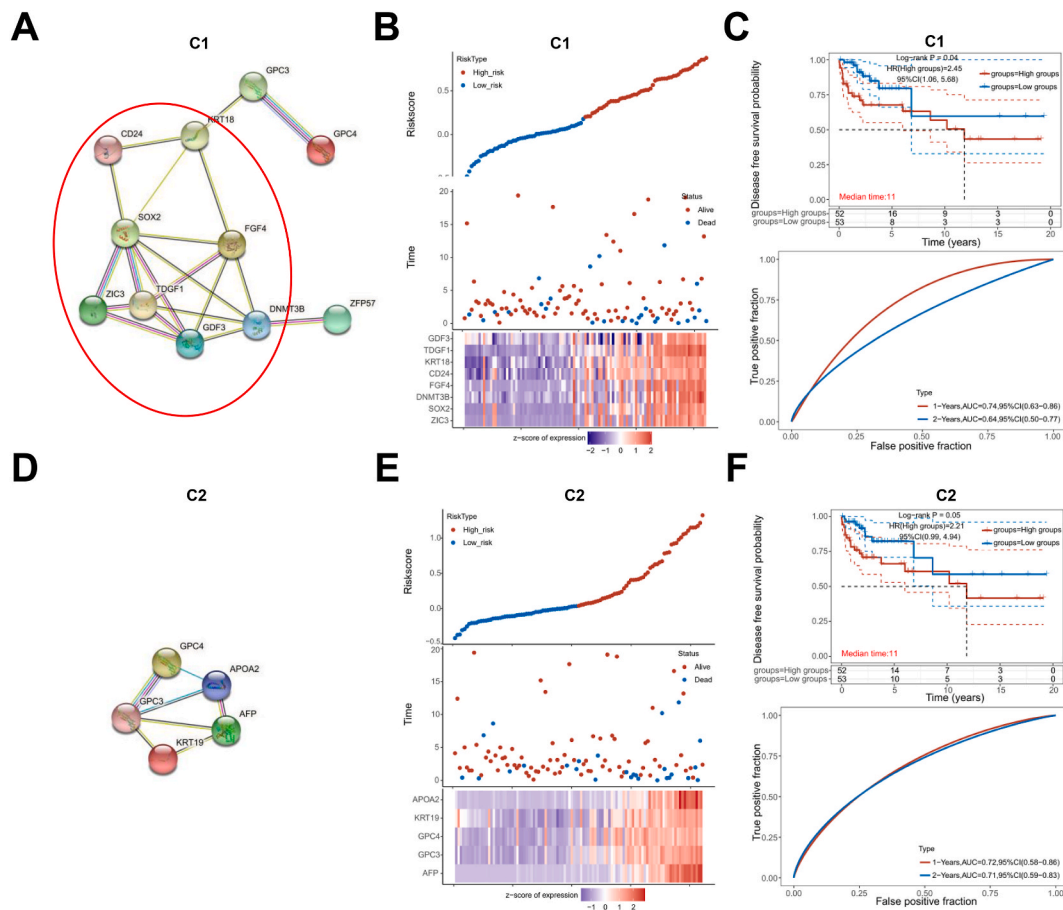 A
C1
GPC3
CD24
KRT18
GPC4
SOX2
FGF4
ZIC3
TDGF1
GDF3
DNMT3B
ZFP57
B
C1
RiskType
High_risk
Low_risk
Riskscore
0.5
0.0
Status
Alive
Dead
Time
20
15
10
5
0
GDF3
TDGF1
KRT18
CD24
FGF4
DNMT3B
SOX2
ZIC3
z-score of expression
−2 −1 0 1 2
C
C1
Log−rank P = 0.04
HR(High groups)=2.45
95%CI(1.06, 5.68)
groups=High groups
groups=Low groups
Disease free survival probability
1.00
0.75
0.50
0.25
0.00
Median time:11
groups=High groups 52 16 9 3 0
groups=Low groups 53 8 3 3 0
0 5 10 15 20
Time (years)
True positive fraction
1.00
0.75
0.50
0.25
0.00
Type
1−Years,AUC=0.74,95%CI(0.63−0.86)
2−Years,AUC=0.64,95%CI(0.50−0.77)
0.00 0.25 0.50 0.75 1.00
False positive fraction
D
C2
GPC4
APOA2
GPC3
AFP
KRT19
E
C2
RiskType
High_risk
Low_risk
Riskscore
1.0
0.5
0.0
−0.5
Status
Alive
Dead
Time
20
15
10
5
0
APOA2
KRT19
GPC4
GPC3
AFP
z−score of expression
−1 0 1 2
F
C2
Log−rank P = 0.05
HR(High groups)=2.21
95%CI(0.99, 4.94)
groups=High groups
groups=Low groups
Disease free survival probability
1.00
0.75
0.50
0.25
0.00
Median time:11
groups=High groups 52 14 7 3 0
groups=Low groups 53 10 5 3 0
0 5 10 15 20
Time (years)
True positive fraction
1.00
0.75
0.50
0.25
0.00
Type
1−Years,AUC=0.72,95%CI(0.58−0.86)
2−Years,AUC=0.71,95%CI(0.59−0.83)
0.00 0.25 0.50 0.75 1.00
False positive fraction